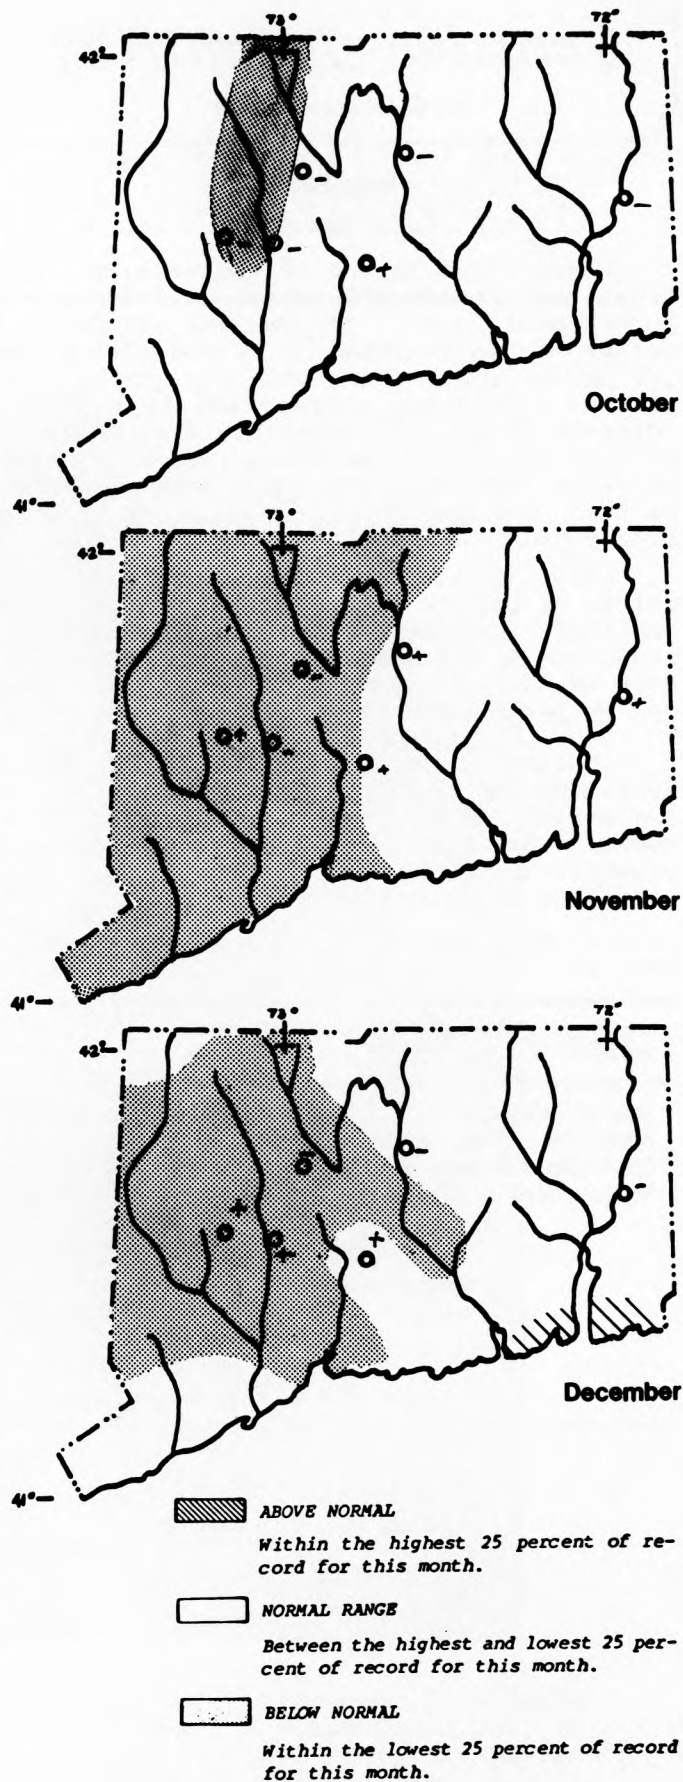 73°
72°
42°
-
-
-
-
-
+
October
41°
73°
72°
42°
+
-
+
+
-
+
November
41°
73°
72°
42°
-
-
+
+
+
December
41°
ABOVE NORMAL
Within the highest 25 percent of re-
cord for this month.
NORMAL RANGE
Between the highest and lowest 25 per-
cent of record for this month.
BELOW NORMAL
Within the lowest 25 percent of record
for this month.